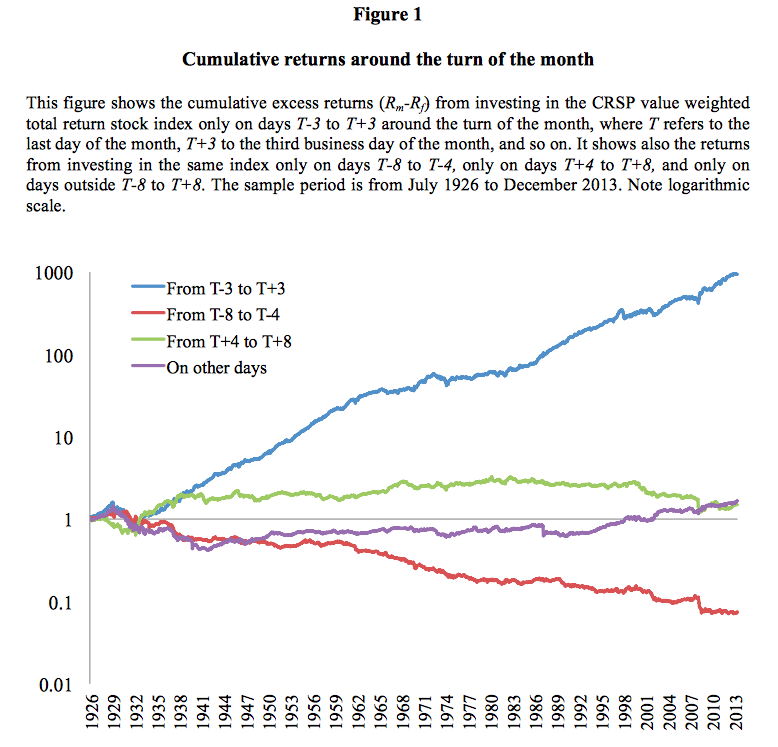 Figure 1
Cumulative returns around the turn of the month
This figure shows the cumulative excess returns (Rm-Rf) from investing in the CRSP value weighted
total return stock index only on days T-3 to T+3 around the turn of the month, where T refers to the
last day of the month, T+3 to the third business day of the month, and so on. It shows also the returns
from investing in the same index only on days T-8 to T-4, only on days T+4 to T+8, and only on
days outside T-8 to T+8. The sample period is from July 1926 to December 2013. Note logarithmic
scale.
1000
From T-3 to T+3
From T-8 to T-4
100
From T+4 to T+8
On other days
10
1
0.1
0.01
1926 1929 1932 1935 1938 1941 1944 1947 1950 1953 1956 1959 1962 1965 1968 1971 1974 1977 1980 1983 1986 1989 1992 1995 1998 2001 2004 2007 2010 2013